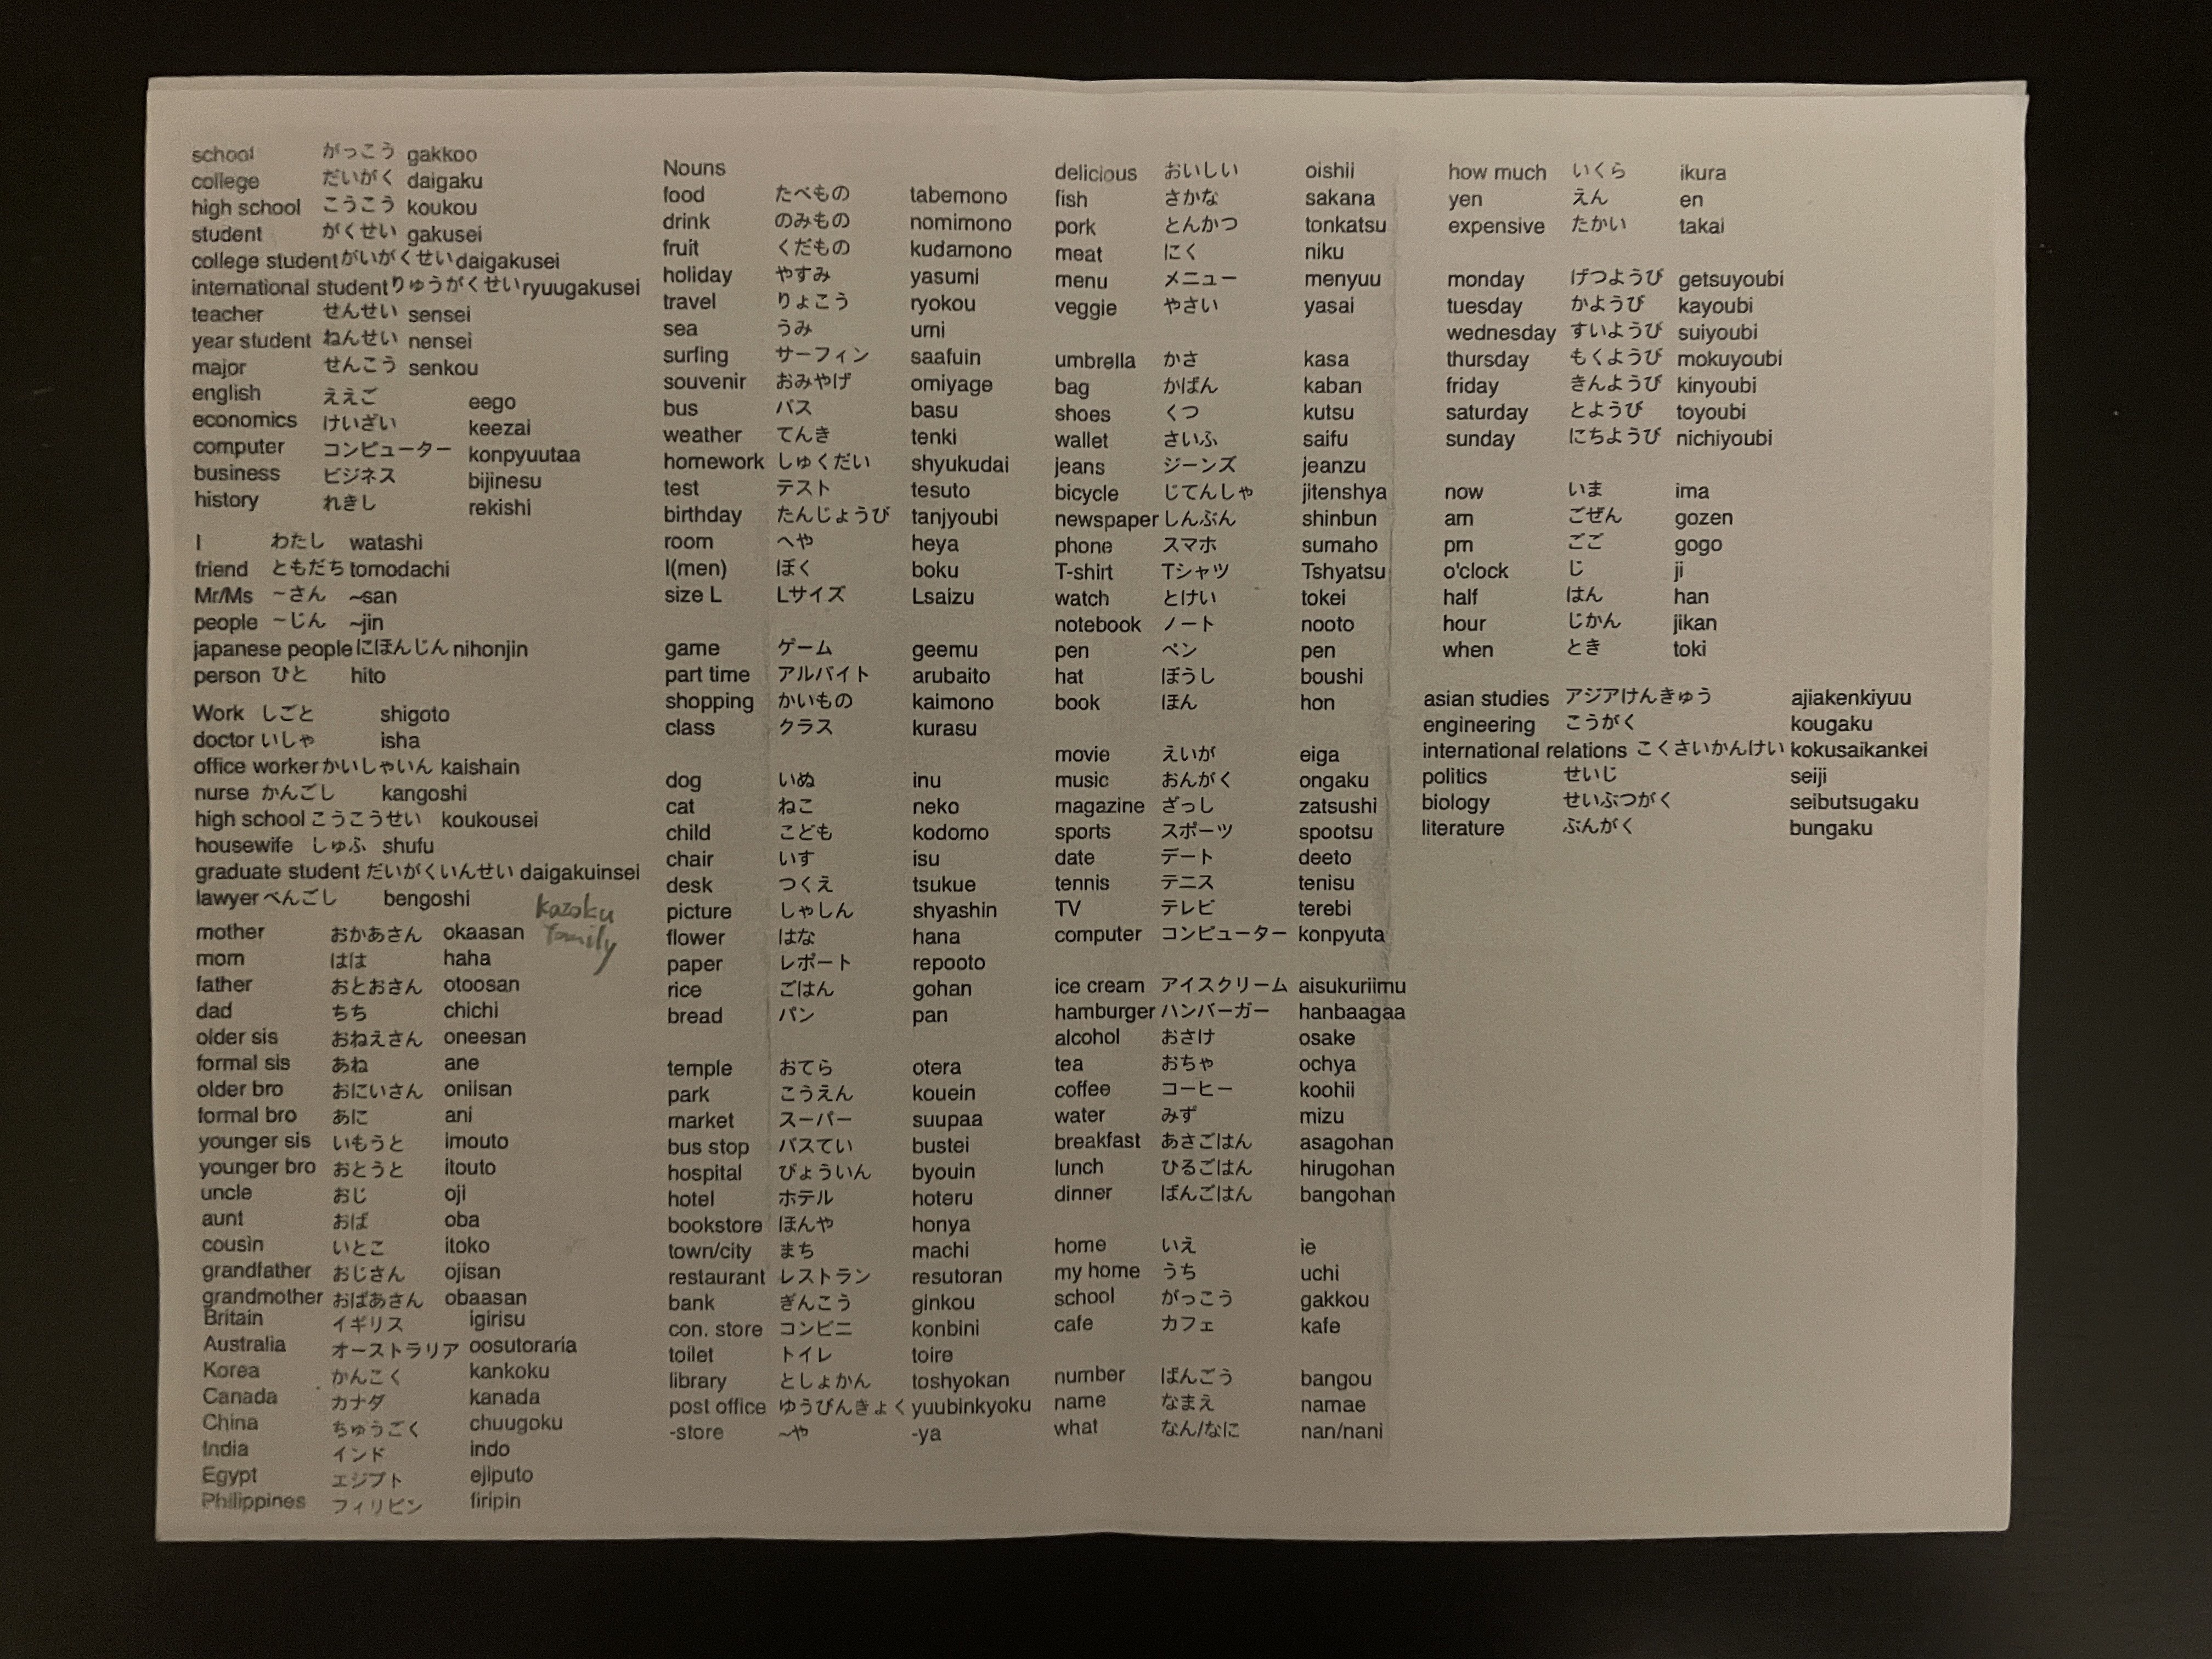 school がっこう gakkoo
college だいがく daigaku
high school こうこう koukou
student がくせい gakusei
college student がいがくせい daigakusei
international student りゅうがくせい ryuugakusei
teacher せんせい sensei
year student ねんせい nensei
major せんこう senkou
english ええご eego
economics けいざい keezai
computer コンピューター konpyuutaa
business ビジネス bijinesu
history れきし rekishi
I わたし watashi
friend ともだち tomodachi
Mr/Ms ~さん ~san
people ~じん ~jin
japanese people にほんじん nihonjin
person ひと hito
Work しごと shigoto
doctor いしゃ isha
office worker かいしゃいん kaishain
nurse かんごし kangoshi
high school こうこうせい koukousei
housewife しゅふ shufu
graduate student だいがくいんせい daigakuinsei
lawyer べんごし bengoshi
kazoku
family
mother おかあさん okaasan
mom はは haha
father おとおさん otoosan
dad ちち chichi
older sis おねえさん oneesan
formal sis あね ane
older bro おにいさん oniisan
formal bro あに ani
younger sis いもうと imouto
younger bro おとうと itouto
uncle おじ oji
aunt おば oba
cousin いとこ itoko
grandfather おじさん ojisan
grandmother おばあさん obaasan
Britain イギリス igirisu
Australia オーストラリア oosutoraria
Korea かんこく kankoku
Canada カナダ kanada
China ちゅうごく chuugoku
India インド indo
Egypt エジプト ejiputo
Philippines フィリピン firipin
Nouns
food たべもの tabemono
drink のみもの nomimono
fruit くだもの kudamono
holiday やすみ yasumi
travel りょこう ryokou
sea うみ umi
surfing サーフィン saafuin
souvenir おみやげ omiyage
bus バス basu
weather てんき tenki
homework しゅくだい shyukudai
test テスト tesuto
birthday たんじょうび tanjyoubi
room へや heya
I(men) ぼく boku
size L Lサイズ Lsaizu
game ゲーム geemu
part time アルバイト arubaito
shopping かいもの kaimono
class クラス kurasu
dog いぬ inu
cat ねこ neko
child こども kodomo
chair いす isu
desk つくえ tsukue
picture しゃしん shyashin
flower はな hana
paper レポート repooto
rice ごはん gohan
bread パン pan
temple おてら otera
park こうえん kouein
market スーパー suupaa
bus stop バスてい bustei
hospital びょういん byouin
hotel ホテル hoteru
bookstore ほんや honya
town/city まち machi
restaurant レストラン resutoran
bank ぎんこう ginkou
con. store コンビニ konbini
toilet トイレ toire
library としょかん toshyokan
post office ゆうびんきょく yuubinkyoku
-store ~や -ya
delicious おいしい oishii
fish さかな sakana
pork とんかつ tonkatsu
meat にく niku
menu メニュー menyuu
veggie やさい yasai
umbrella かさ kasa
bag かばん kaban
shoes くつ kutsu
wallet さいふ saifu
jeans ジーンズ jeanzu
bicycle じてんしゃ jitenshya
newspaper しんぶん shinbun
phone スマホ sumaho
T-shirt Tシャツ Tshyatsu
watch とけい tokei
notebook ノート nooto
pen ペン pen
hat ぼうし boushi
book ほん hon
movie えいが eiga
music おんがく ongaku
magazine ざっし zatsushi
sports スポーツ spootsu
date デート deeto
tennis テニス tenisu
TV テレビ terebi
computer コンピューター konpyuta
ice cream アイスクリーム aisukuriimu
hamburger ハンバーガー hanbaagaa
alcohol おさけ osake
tea おちゃ ochya
coffee コーヒー koohii
water みず mizu
breakfast あさごはん asagohan
lunch ひるごはん hirugohan
dinner ばんごはん bangohan
home いえ ie
my home うち uchi
school がっこう gakkou
cafe カフェ kafe
number ばんごう bangou
name なまえ namae
what なん/なに nan/nani
how much いくら ikura
yen えん en
expensive たかい takai
monday げつようび getsuyoubi
tuesday かようび kayoubi
wednesday すいようび suiyoubi
thursday もくようび mokuyoubi
friday きんようび kinyoubi
saturday とようび toyoubi
sunday にちようび nichiyoubi
now いま ima
am ごぜん gozen
pm ごご gogo
o'clock じ ji
half はん han
hour じかん jikan
when とき toki
asian studies アジアけんきゅう ajiakenkiyuu
engineering こうがく kougaku
international relations こくさいかんけい kokusaikankei
politics せいじ seiji
biology せいぶつがく seibutsugaku
literature ぶんがく bungaku